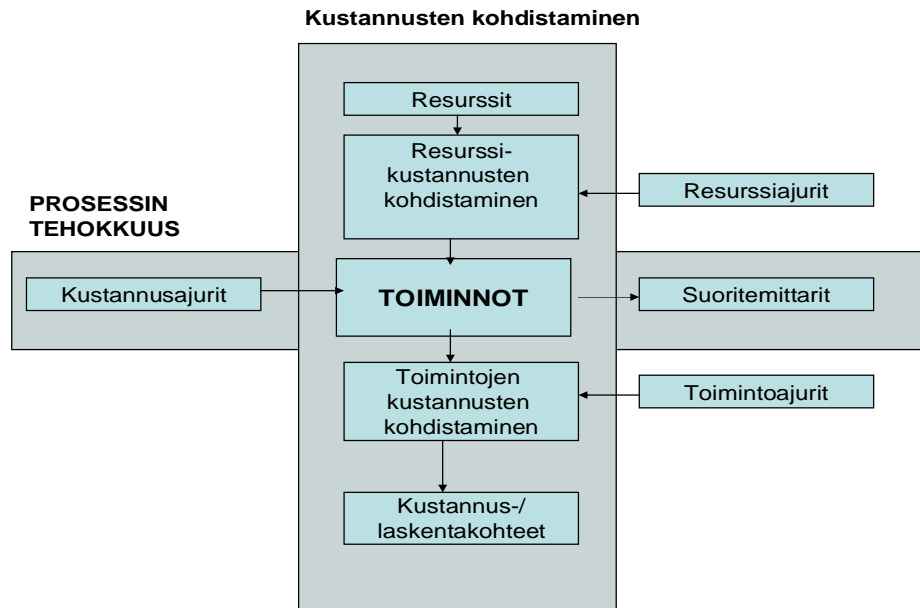 Kustannusten kohdistaminen
Resurssit
Resurssi-
kustannusten
kohdistaminen
Resurssiajurit
PROSESSIN
TEHOKKUUS
Kustannusajurit
TOIMINNOT
Suoritemittarit
Toimintojen
kustannusten
kohdistaminen
Toimintoajurit
Kustannus-/
laskentakohteet